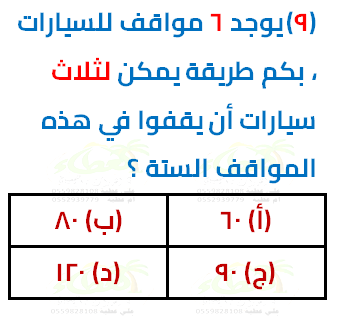 (٩) يوجد ٦ مواقف للسيارات
، بكم طريقة يمكن لثلاث
سيارات أن يقفوا في هذه
المواقف الستة ؟
(أ) ٦٠
(ب) ٨٠
(ج) ٩٠
(د) ١٢٠